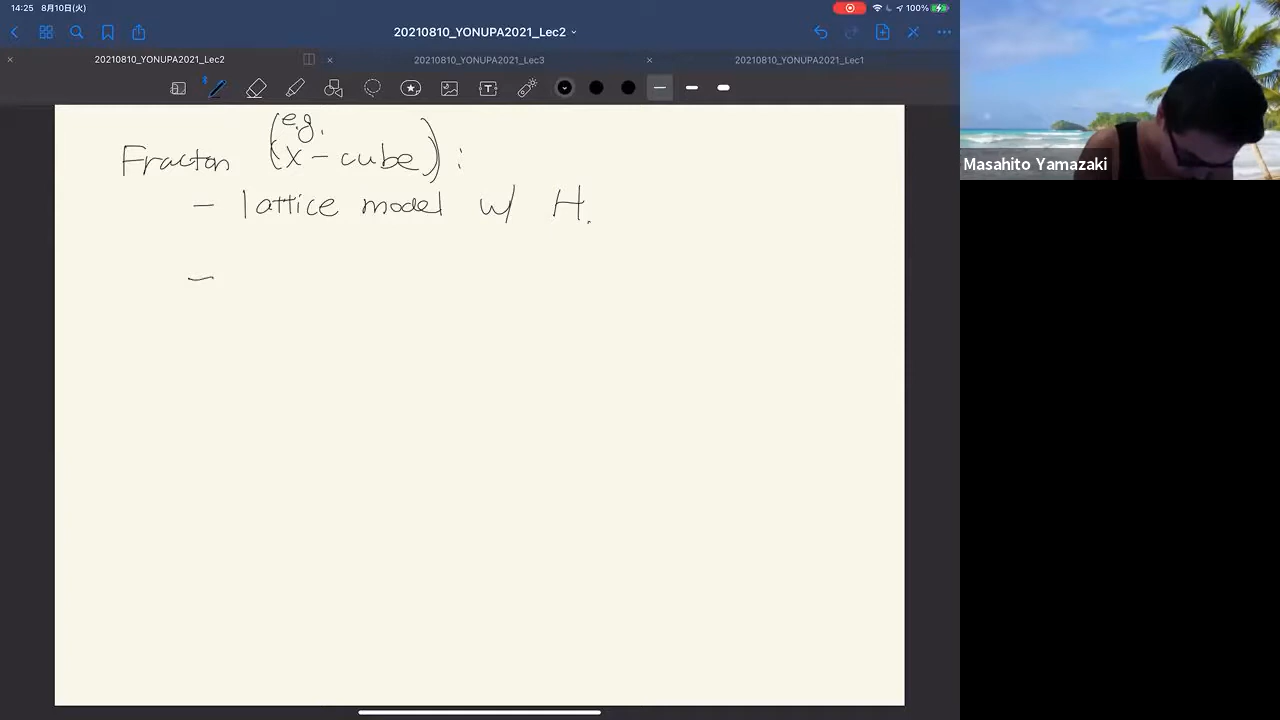 14:25 8月10日(火)
100%
20210810_YONUPA2021_Lec2
20210810_YONUPA2021_Lec2
20210810_YONUPA2021_Lec3
20210810_YONUPA2021_Lec1
(e.g.
Fracton (X-cube) :
- lattice model w/ H.
-
Masahito Yamazaki